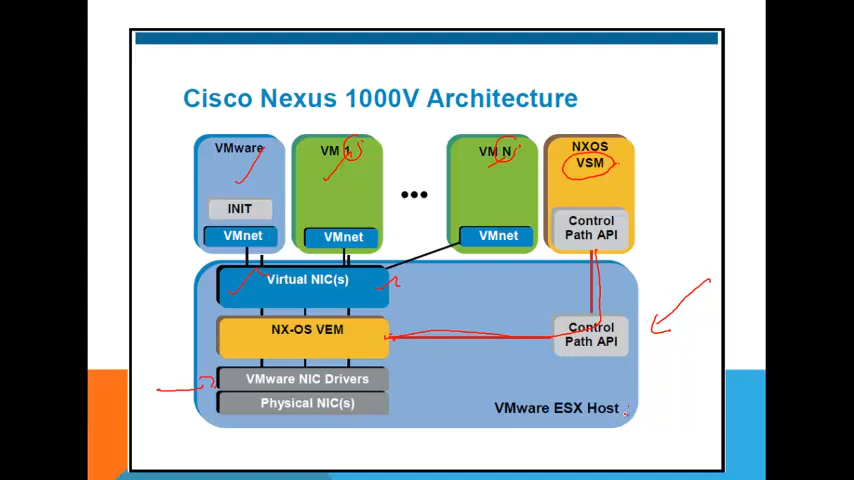 Cisco Nexus 1000V Architecture
VMware
INIT
VMnet
VM 1
VMnet
•••
VM N
VMnet
NXOS
VSM
Control
Path API
Virtual NIC(s)
NX-OS VEM
VMware NIC Drivers
Physical NIC(s)
Control
Path API
VMware ESX Host